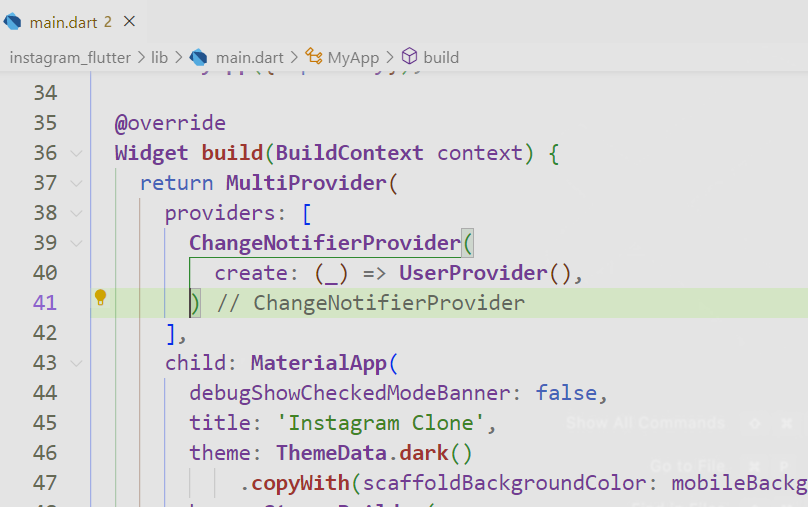 main.dart 2
instagram_flutter > lib > main.dart > MyApp > build
34
35 @override
36 Widget build(BuildContext context) {
37 return MultiProvider(
38 providers: [
39 ChangeNotifierProvider(
40 create: (_) => UserProvider(),
41 ) // ChangeNotifierProvider
42 ],
43 child: MaterialApp(
44 debugShowCheckedModeBanner: false,
45 title: 'Instagram Clone',
Show All Commands
46 theme: ThemeData.dark()
Go to File
47 .copyWith(scaffoldBackgroundColor: mobileBackg